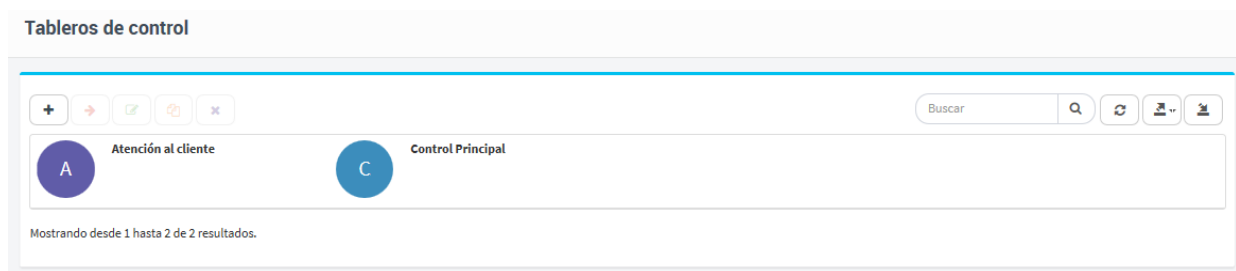 Tableros de control
Buscar
A
Atención al cliente
C
Control Principal
Mostrando desde 1 hasta 2 de 2 resultados.